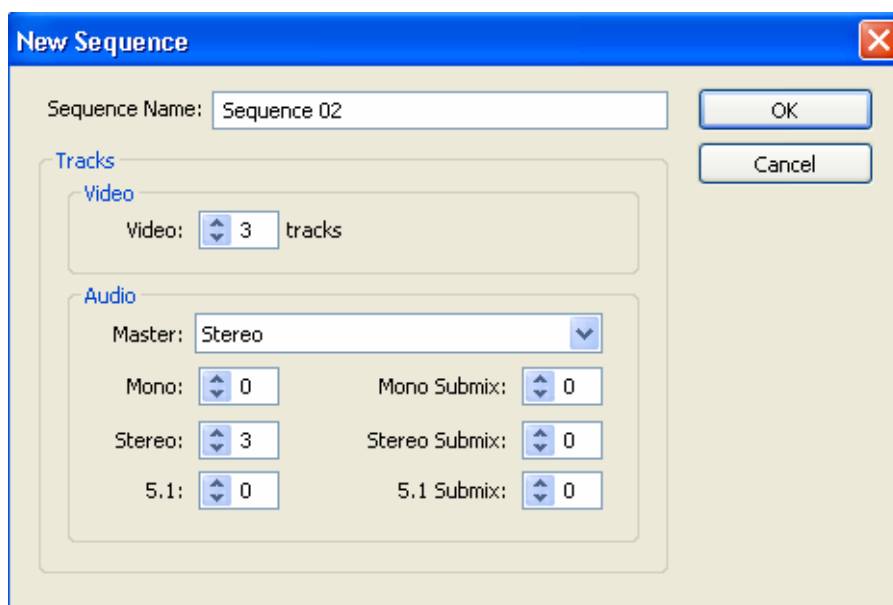 New Sequence
Sequence Name: Sequence 02
OK
Cancel
Tracks
Video
Video: 3 tracks
Audio
Master: Stereo
Mono: 0 Mono Submix: 0
Stereo: 3 Stereo Submix: 0
5.1: 0 5.1 Submix: 0